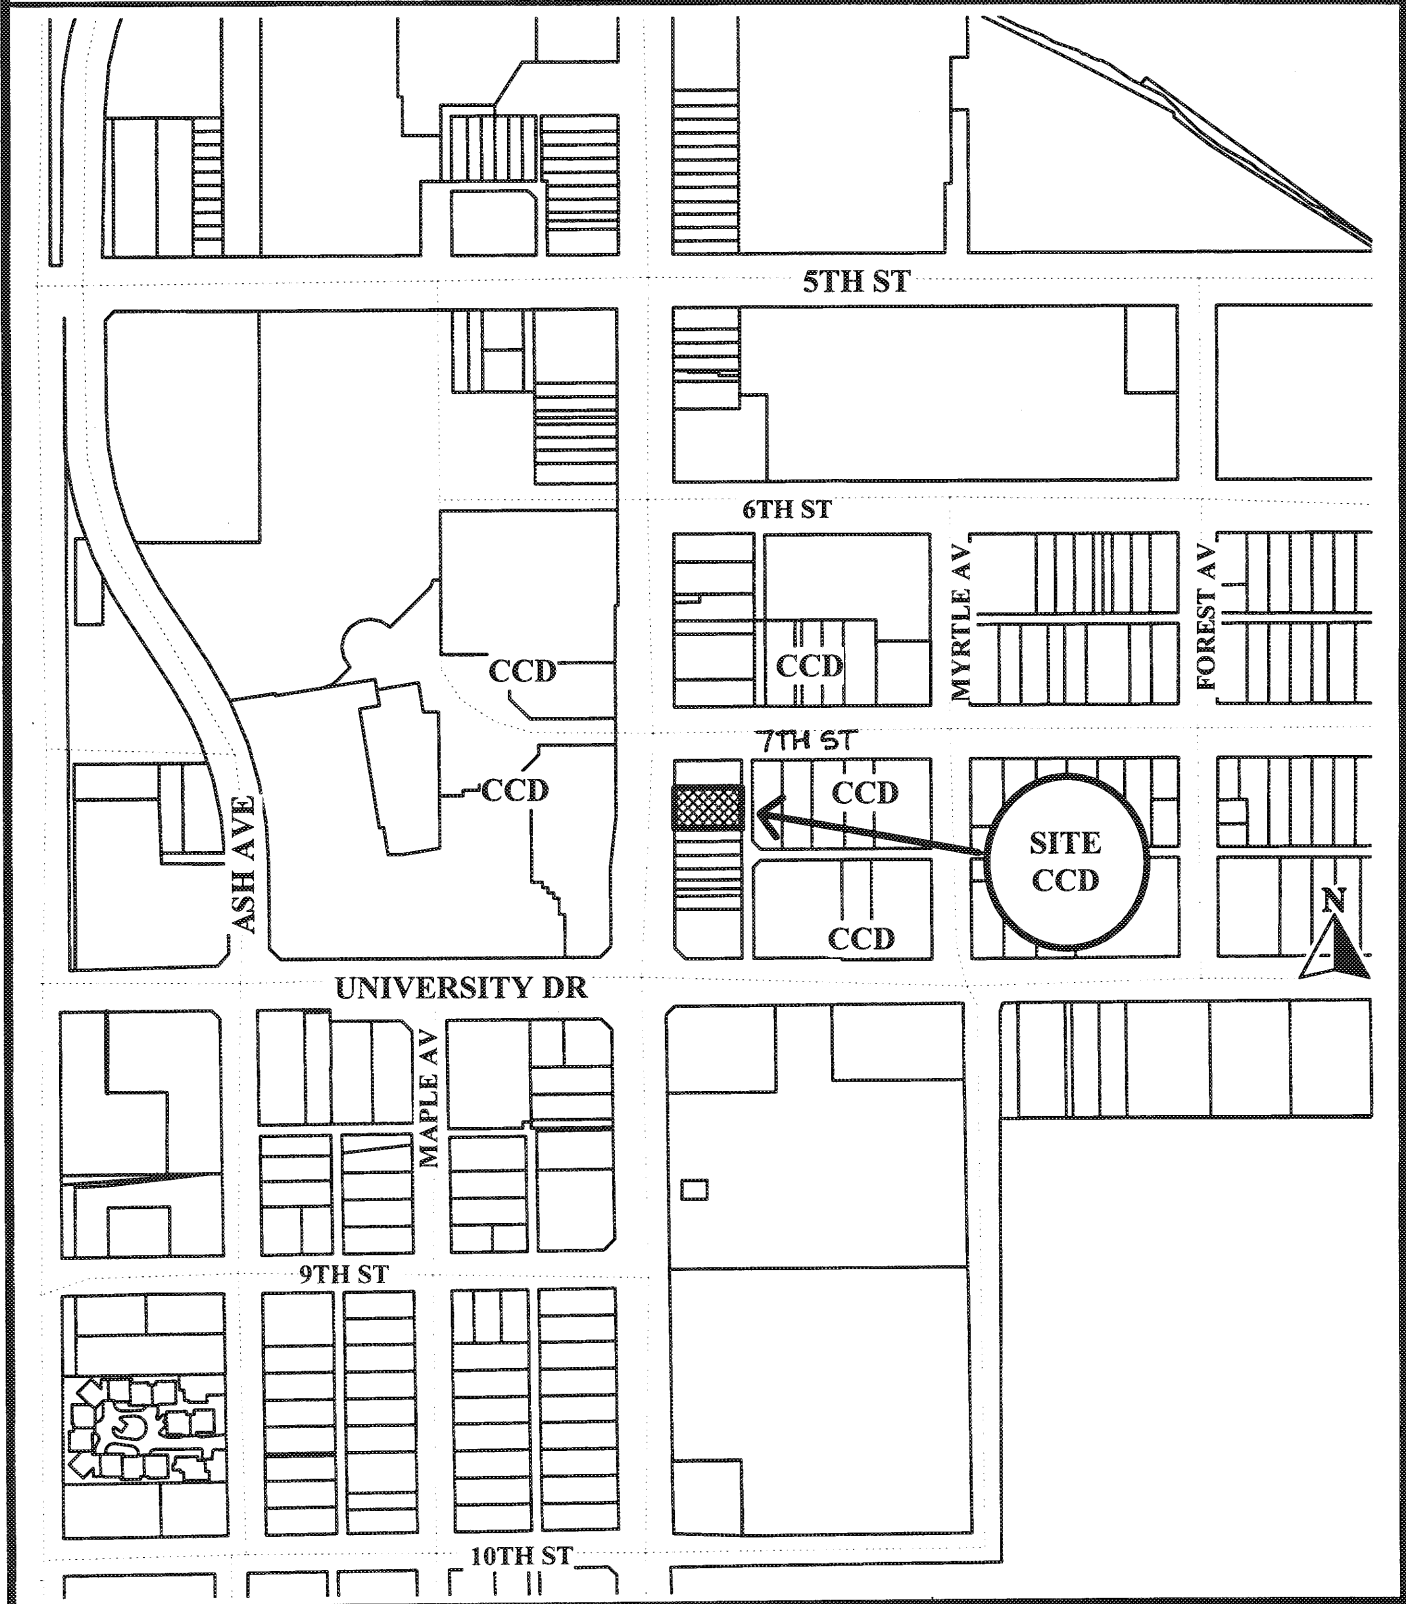 5TH ST
6TH ST
MYRTLE AV
FOREST AV
CCD
CCD
7TH ST
CCD
CCD
SITE
CCD
ASH AVE
N
CCD
UNIVERSITY DR
MAPLE AV
9TH ST
10TH ST